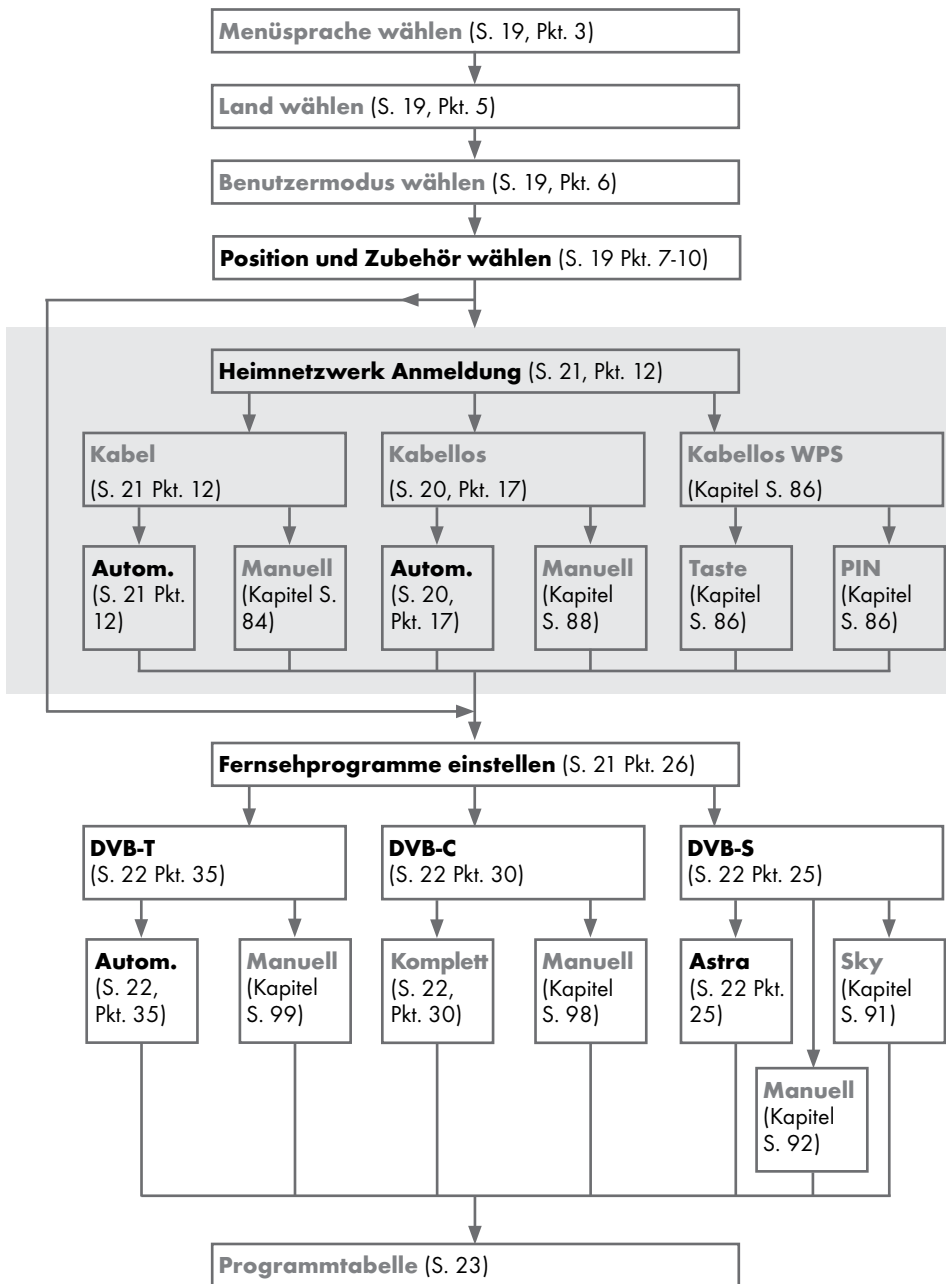 Menüsprache wählen (S. 19, Pkt. 3)
Land wählen (S. 19, Pkt. 5)
Benutzermodus wählen (S. 19, Pkt. 6)
Position und Zubehör wählen (S. 19 Pkt. 7-10)
Heimnetzwerk Anmeldung (S. 21, Pkt. 12)
Kabel
(S. 21 Pkt. 12)
Kabellos
(S. 20, Pkt. 17)
Kabellos WPS
(Kapitel S. 86)
Autom.
(S. 21 Pkt.
12)
Manuell
(Kapitel S.
84)
Autom.
(S. 20,
Pkt. 17)
Manuell
(Kapitel
S. 88)
Taste
(Kapitel
S. 86)
PIN
(Kapitel
S. 86)
Fernsehprogramme einstellen (S. 21 Pkt. 26)
DVB-T
(S. 22 Pkt. 35)
DVB-C
(S. 22 Pkt. 30)
DVB-S
(S. 22 Pkt. 25)
Autom.
(S. 22,
Pkt. 35)
Manuell
(Kapitel
S. 99)
Komplett
(S. 22,
Pkt. 30)
Manuell
(Kapitel
S. 98)
Astra
(S. 22 Pkt.
25)
Sky
(Kapitel
S. 91)
Manuell
(Kapitel
S. 92)
Programmtabelle (S. 23)